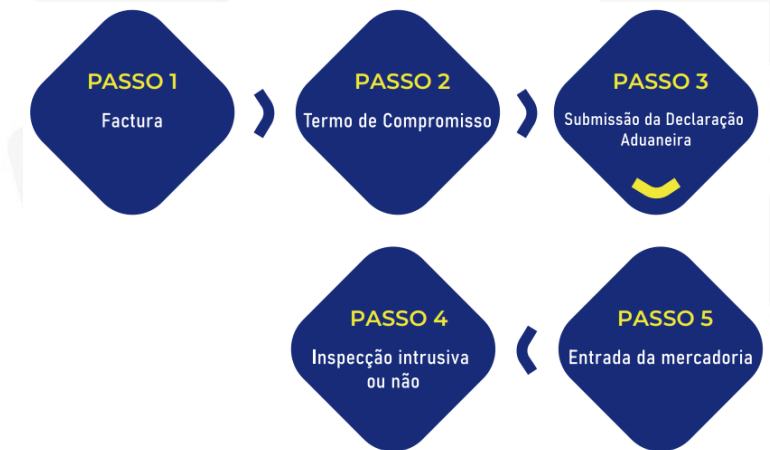 PASSO 1
Factura
PASSO 2
Termo de Compromisso
PASSO 3
Submissão da Declaração
Aduaneira
PASSO 4
Inspecção intrusiva
ou não
PASSO 5
Entrada da mercadoria